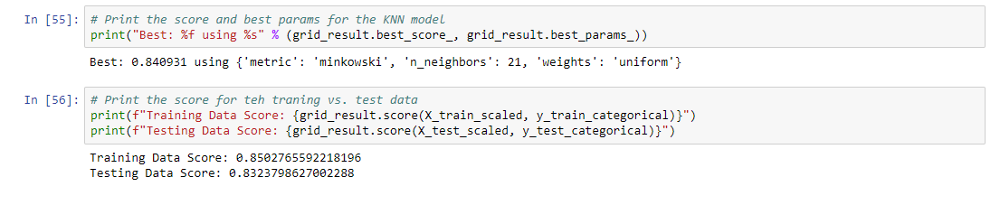 In [55]: # Print the score and best params for the KNN model
print("Best: %f using %s" % (grid_result.best_score_, grid_result.best_params_))
Best: 0.840931 using {'metric': 'minkowski', 'n_neighbors': 21, 'weights': 'uniform'}
In [56]: # Print the score for teh traning vs. test data
print(f"Training Data Score: {grid_result.score(X_train_scaled, y_train_categorical)}")
print(f"Testing Data Score: {grid_result.score(X_test_scaled, y_test_categorical)}")
Training Data Score: 0.8502765592218196
Testing Data Score: 0.8323798627002288